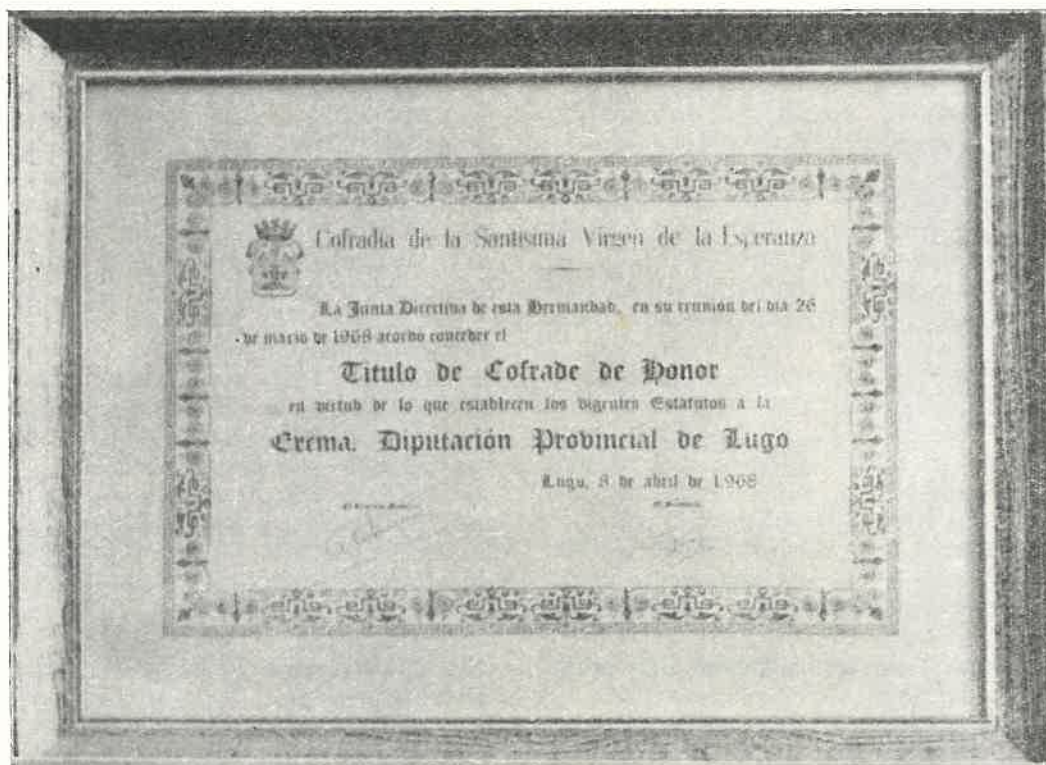 Cofradía de la Santísima Virgen de la Esperanza
La Junta Directiva de esta Hermandad, en su reunión del día 26
de marzo de 1968 acordó conceder el
Título de Cofrade de Honor
en virtud de lo que establecen los vigentes Estatutos a la
Excma. Diputación Provincial de Lugo
Lugo, 8 de abril de 1968